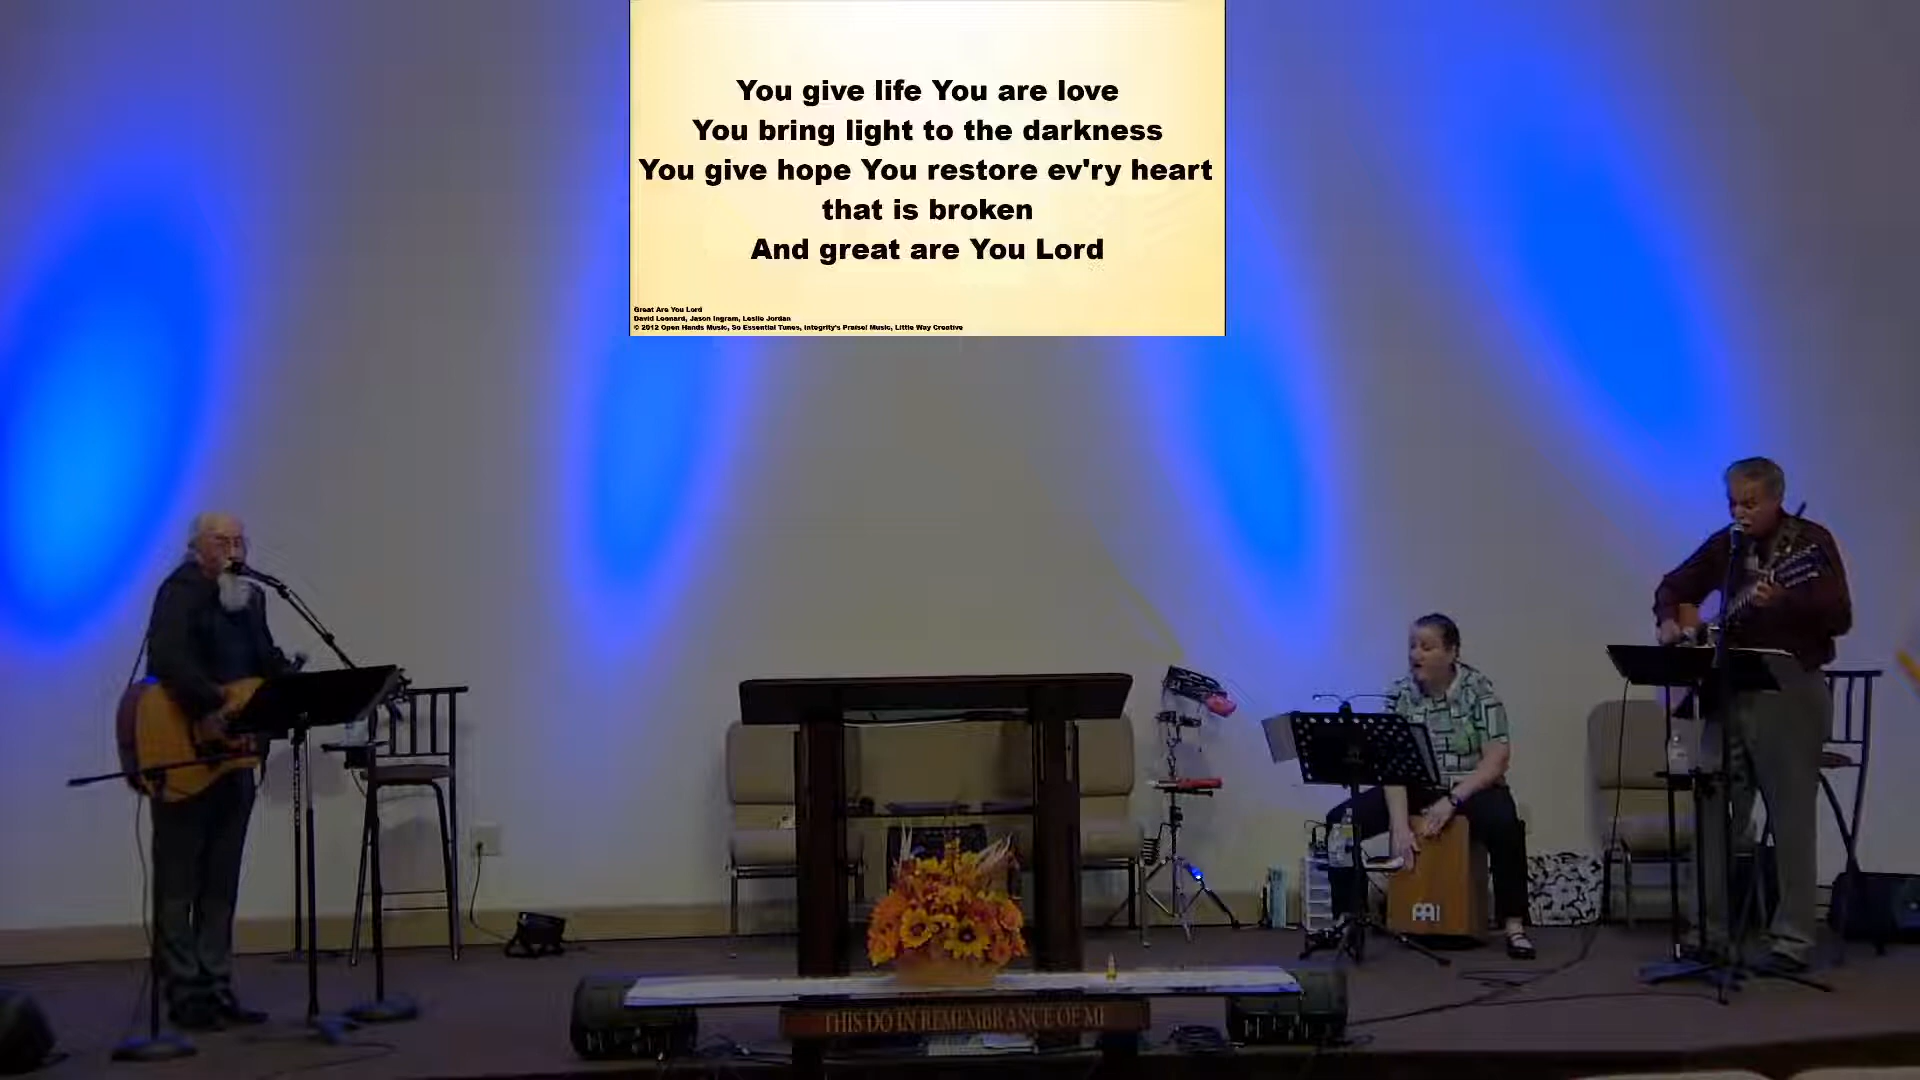 You give life You are love
You bring light to the darkness
You give hope You restore ev'ry heart
that is broken
And great are You Lord
Great Are You Lord
David Leonard, Jason Ingram, Leslie Jordan
© 2012 Open Hands Music, So Essential Tunes, Integrity's Praise! Music, Little Way Creative
THIS DO IN REMEMBRANCE OF ME